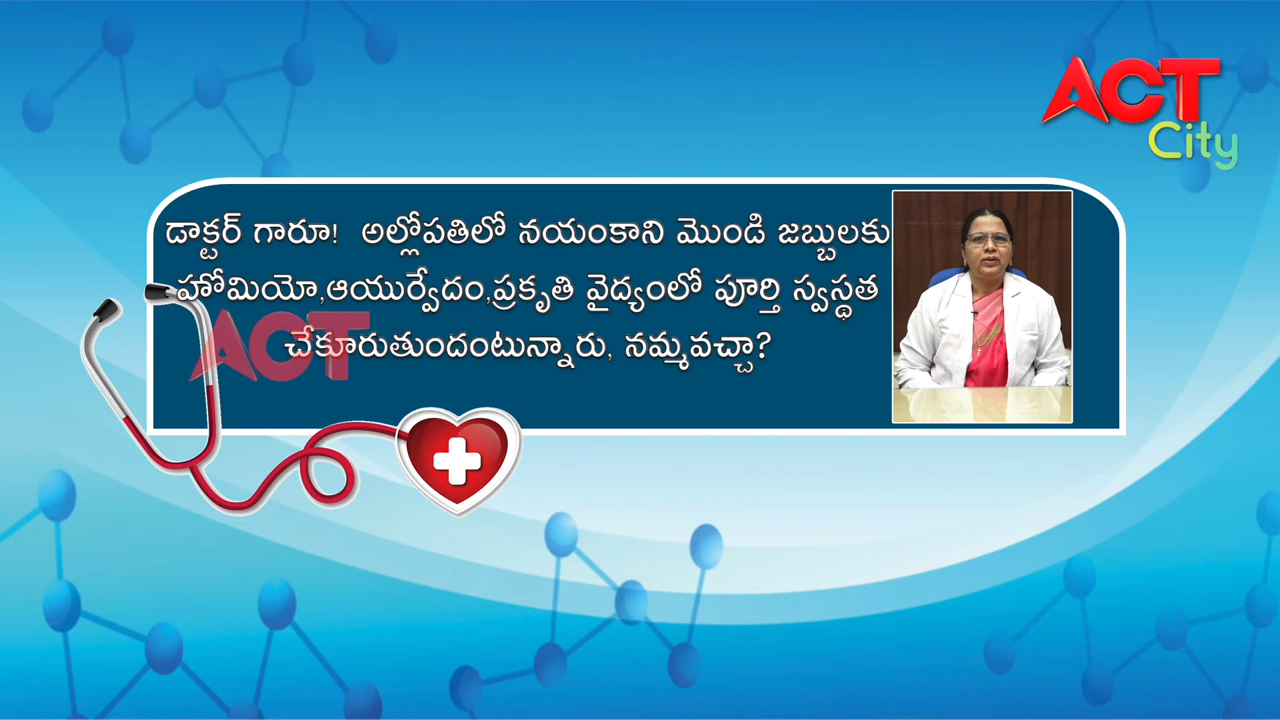 ACT
City
డాక్టర్ గారూ!  అల్లోపతిలో నయంకాని మొండి జబ్బులకు
హోమియో,ఆయుర్వేదం,ప్రకృతి వైద్యంలో పూర్తి స్వస్థత
చేకూరుతుందంటున్నారు, నమ్మవచ్చా?
ACT